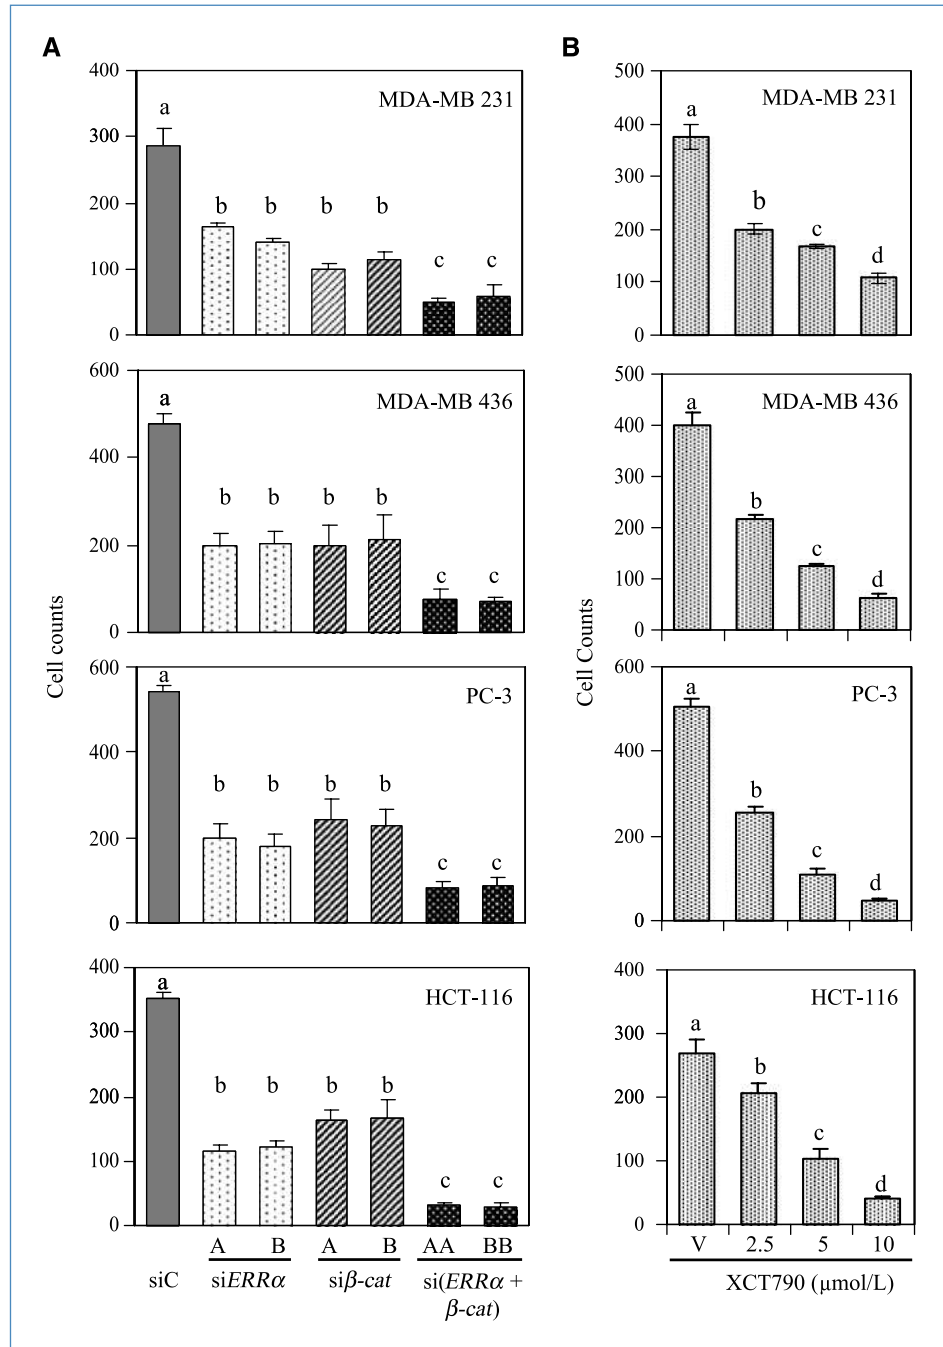 A
400
300
200
100
0
MDA-MB 231
a
b
b
b
b
c
c
600
400
200
0
MDA-MB 436
a
b
b
b
b
c
c
600
400
200
0
PC-3
a
b
b
b
b
c
c
400
300
200
100
0
HCT-116
a
b
b
b
b
c
c
Cell counts
A B A B AA BB
siC siERRα siβ-cat si(ERRα +
β-cat)
B
500
400
300
200
100
0
MDA-MB 231
a
b
c
d
500
400
300
200
100
0
MDA-MB 436
a
b
c
d
600
400
200
0
PC-3
a
b
c
d
400
300
200
100
0
HCT-116
a
b
c
d
Cell Counts
V 2.5 5 10
XCT790 (µmol/L)